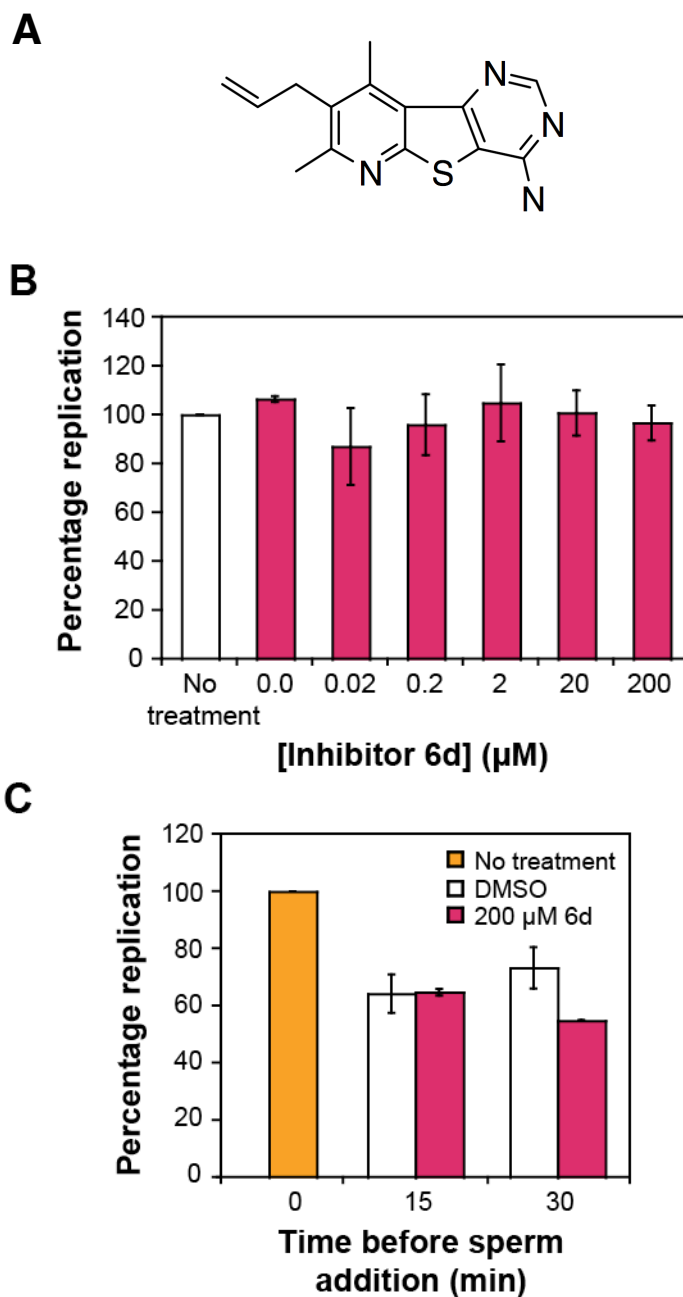 A
N
N
N
S
N
B
Percentage replication
140
120
100
80
60
40
20
0
No treatment
0.0
0.02
0.2
2
20
200
[Inhibitor 6d] (µM)
C
Percentage replication
120
100
80
60
40
20
0
No treatment
DMSO
200 µM 6d
0
15
30
Time before sperm
addition (min)